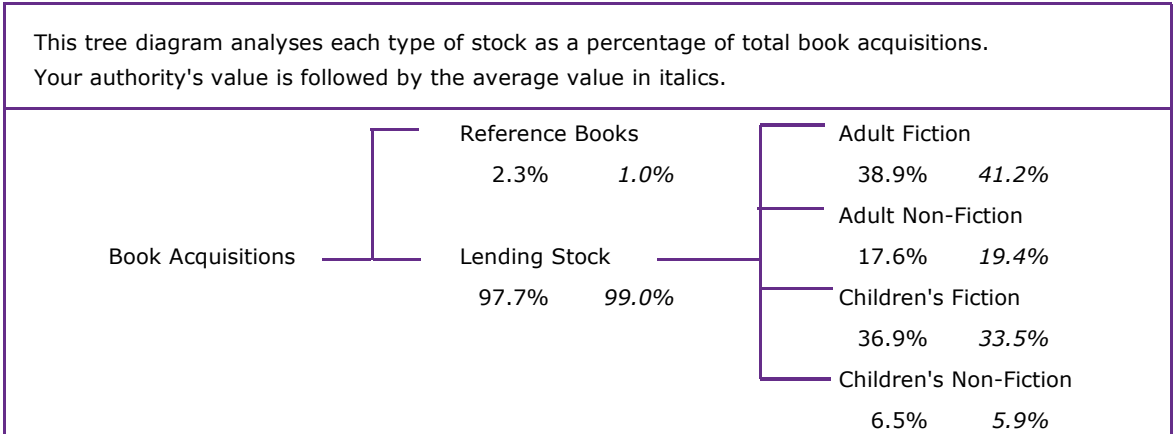 This tree diagram analyses each type of stock as a percentage of total book acquisitions.
Your authority's value is followed by the average value in italics.
Reference Books
2.3% 1.0%
Adult Fiction
38.9% 41.2%
Adult Non-Fiction
Book Acquisitions
Lending Stock
17.6% 19.4%
97.7% 99.0%
Children's Fiction
36.9% 33.5%
Children's Non-Fiction
6.5% 5.9%